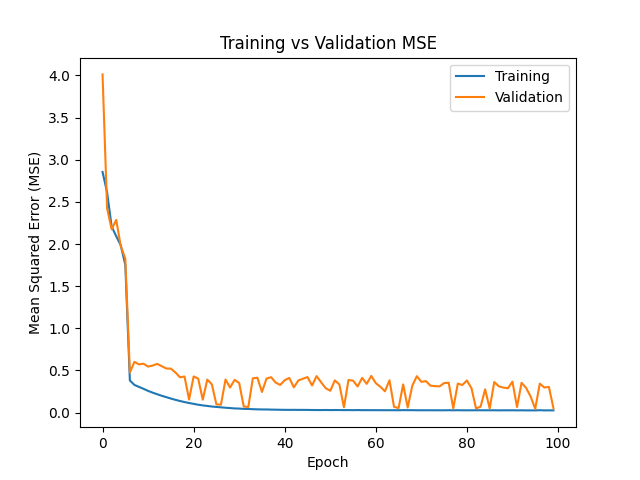 Training vs Validation MSE
Training
Validation
Mean Squared Error (MSE)
4.0
3.5
3.0
2.5
2.0
1.5
1.0
0.5
0.0
0 20 40 60 80 100
Epoch